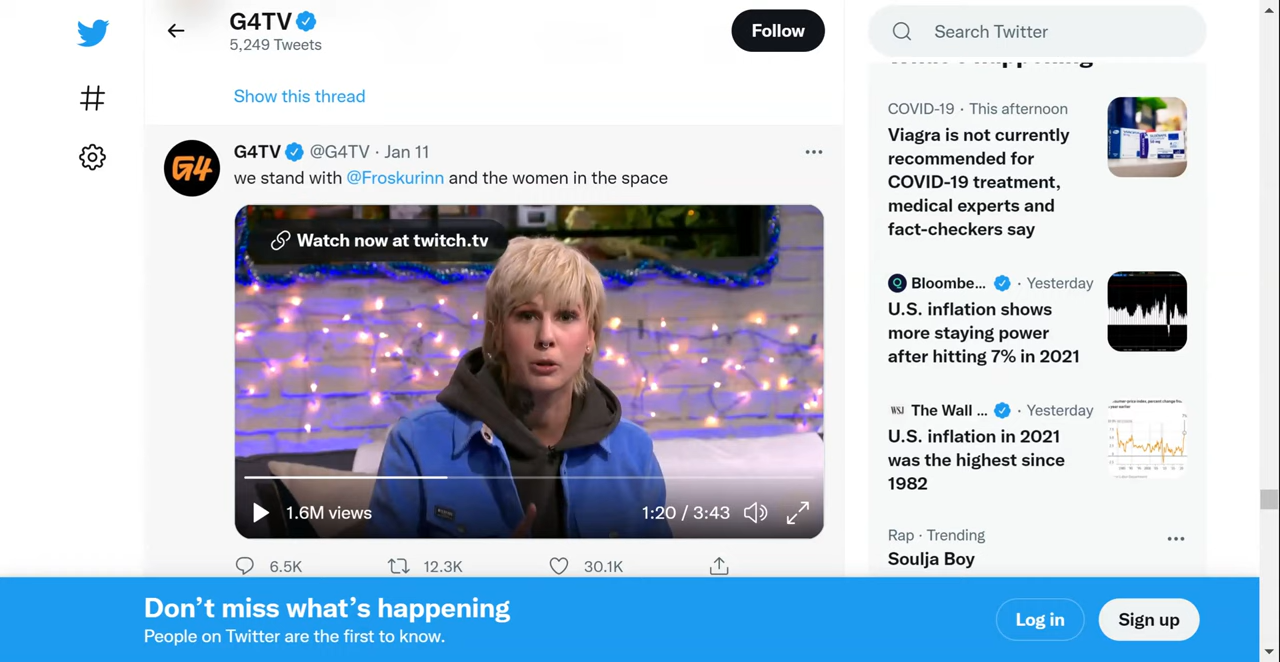 G4TV
5,249 Tweets
Follow
Search Twitter
Show this thread
G4
G4TV @G4TV · Jan 11
we stand with @Froskurinn and the women in the space
Watch now at twitch.tv
1.6M views
1:20 / 3:43
6.5K
12.3K
30.1K
COVID-19 · This afternoon
Viagra is not currently
recommended for
COVID-19 treatment,
medical experts and
fact-checkers say
Bloombe... · Yesterday
U.S. inflation shows
more staying power
after hitting 7% in 2021
WSJ The Wall ... · Yesterday
U.S. inflation in 2021
was the highest since
1982
Rap · Trending
Soulja Boy
Don't miss what's happening
People on Twitter are the first to know.
Log in
Sign up